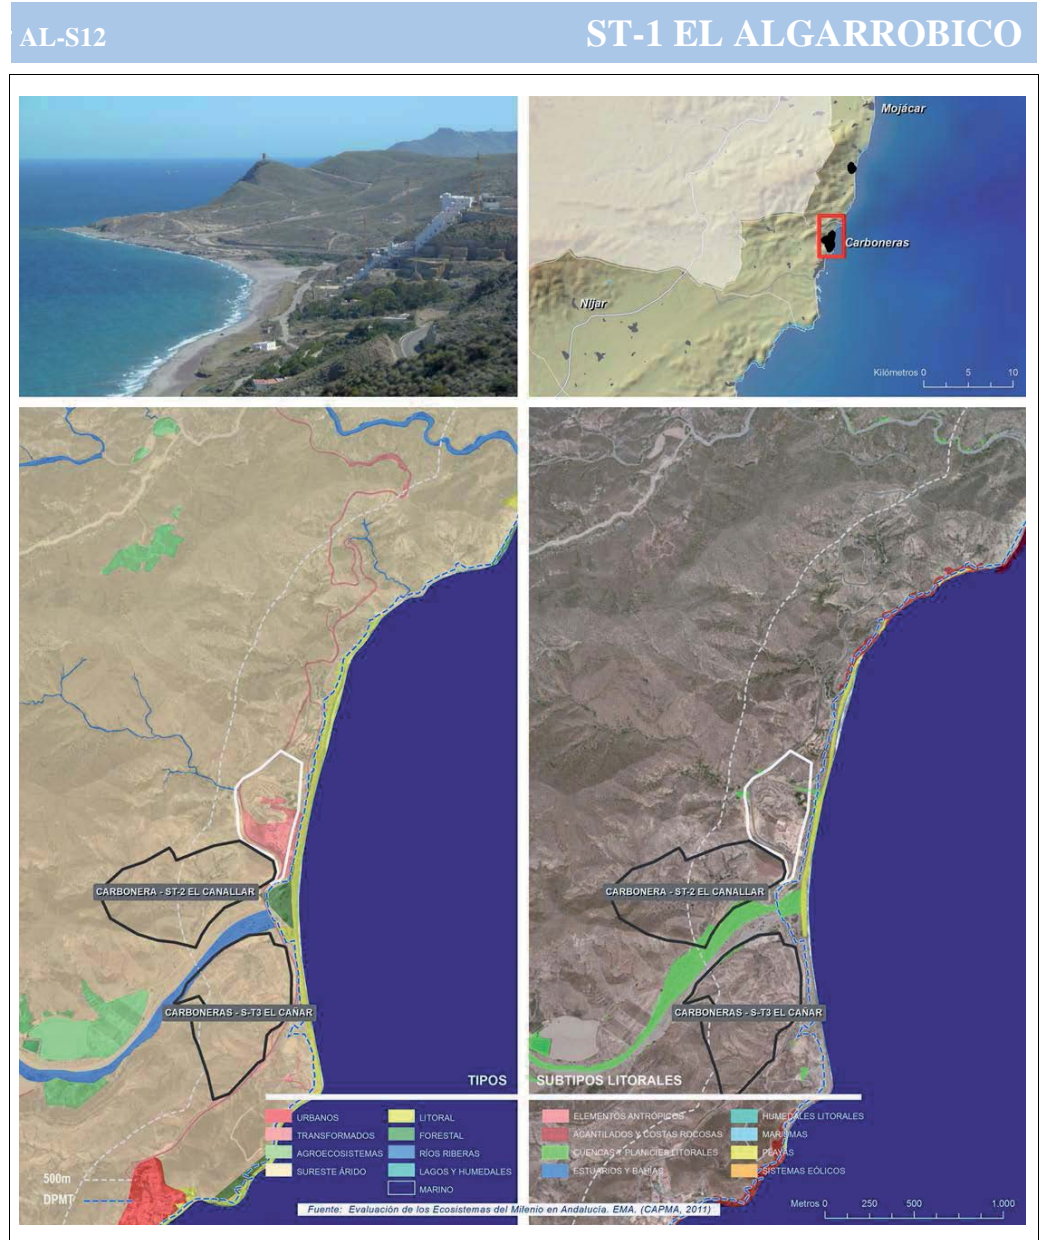 AL-S12
ST-1 EL ALGARROBICO
Mojácar
Carboneras
Níjar
Kilómetros 0 5 10
CARBONERA - ST-2 EL CANALLAR
CARBONERAS - S-T3 EL CAÑAR
CARBONERA - ST-2 EL CANALLAR
CARBONERAS - S-T3 EL CAÑAR
TIPOS
URBANOS
TRANSFORMADOS
AGROECOSISTEMAS
SURESTE ÁRIDO
LITORAL
FORESTAL
RÍOS RIBERAS
LAGOS Y HUMEDALES
MARINO
500m
DPMT
SUBTIPOS LITORALES
ELEMENTOS ANTRÓPICOS
ACANTILADOS Y COSTAS ROCOSAS
CUENCAS Y PLANICIES LITORALES
ESTUARIOS Y BAHÍAS
HUMEDALES LITORALES
MARISMAS
PLAYAS
SISTEMAS EÓLICOS
Metros 0 250 500 1.000
Fuente: Evaluación de los Ecosistemas del Milenio en Andalucía. EMA. (CAPMA, 2011)